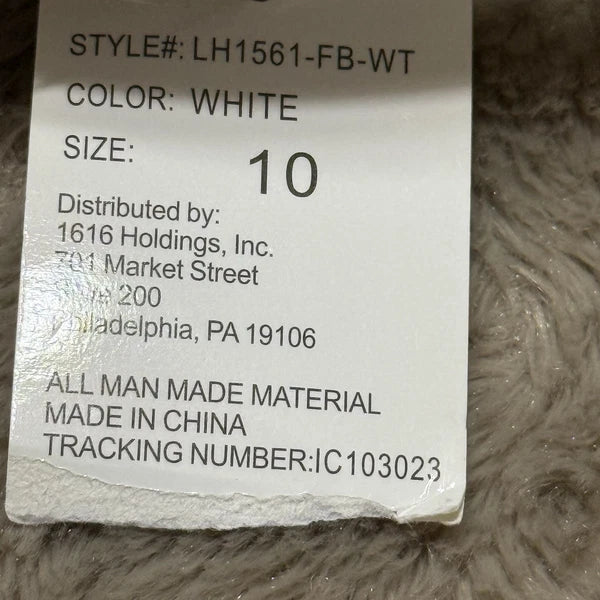 STYLE#: LH1561-FB-WT
COLOR: WHITE
SIZE: 10
Distributed by:
1616 Holdings, Inc.
701 Market Street
200
Philadelphia, PA 19106
ALL MAN MADE MATERIAL
MADE IN CHINA
TRACKING NUMBER:IC103023